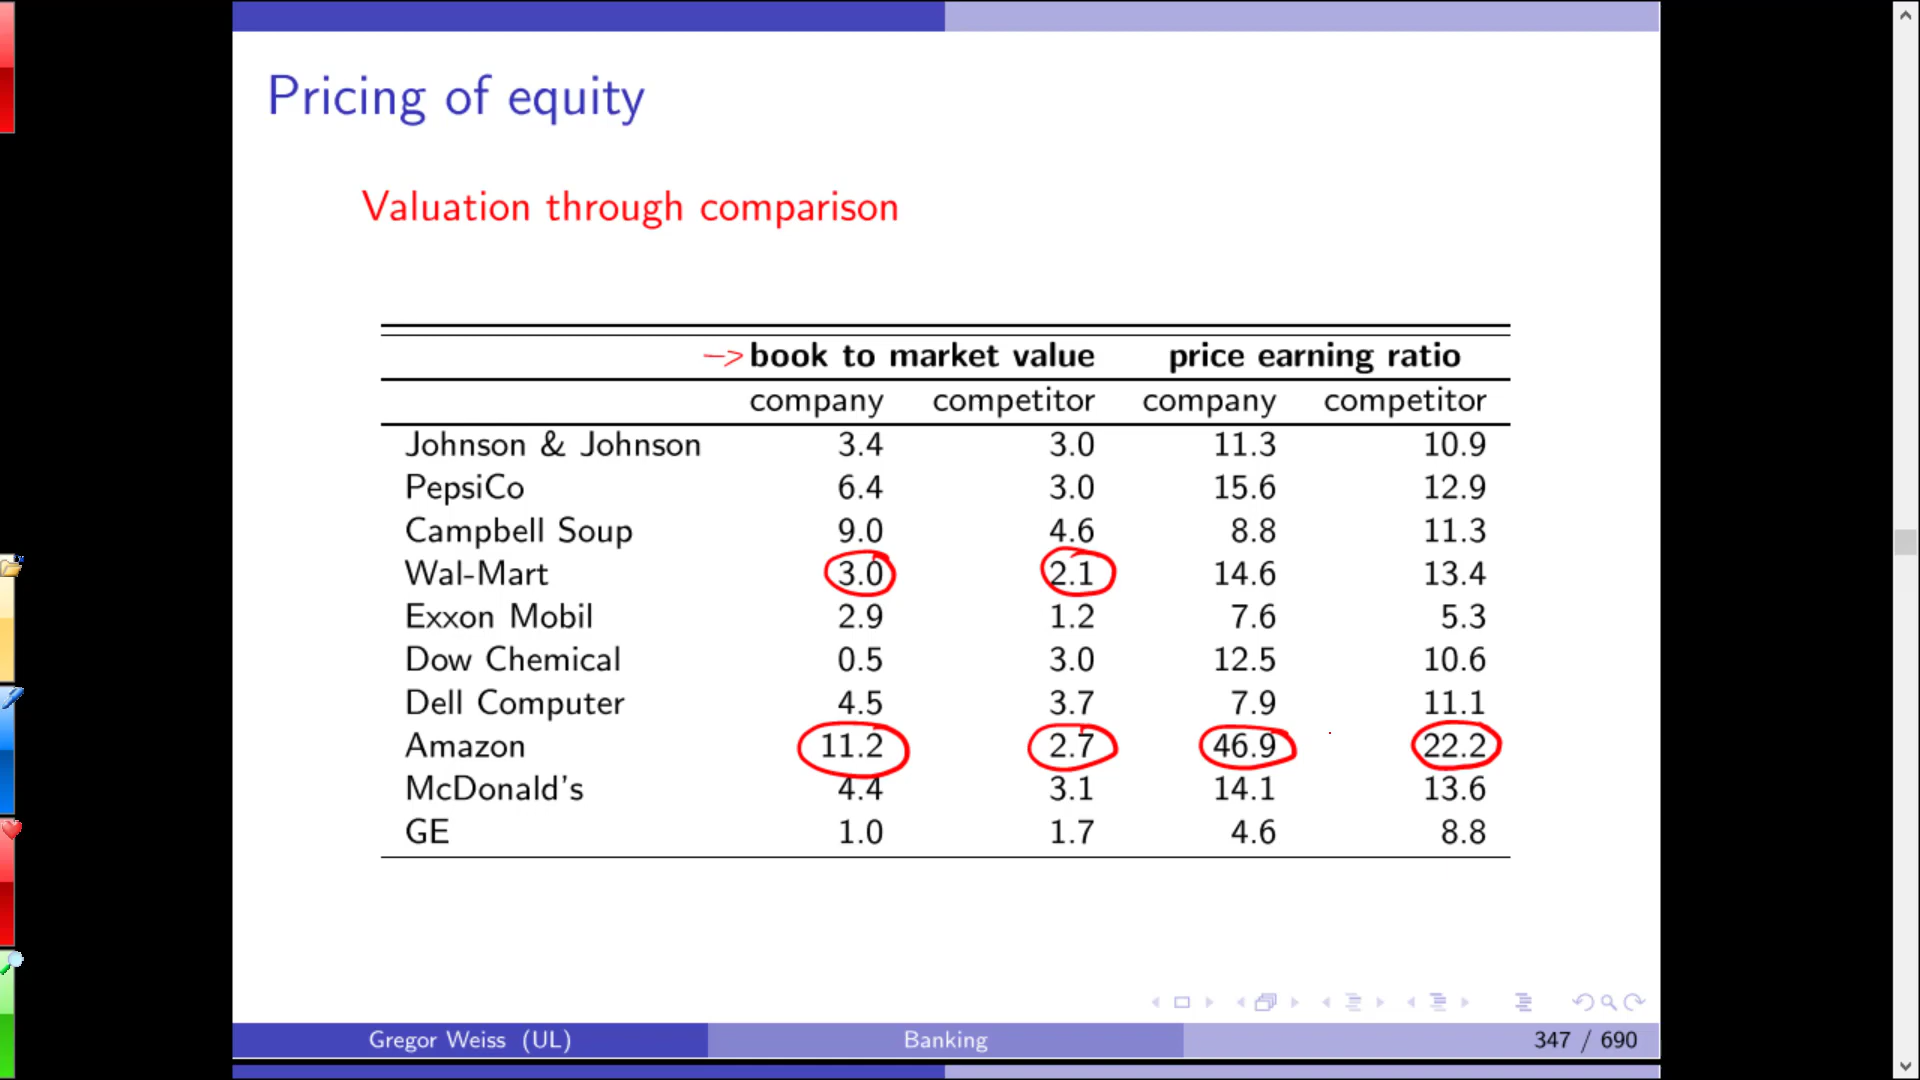 Pricing of equity
Valuation through comparison
-> book to market value price earning ratio
company competitor company competitor
Johnson & Johnson 3.4 3.0 11.3 10.9
PepsiCo 6.4 3.0 15.6 12.9
Campbell Soup 9.0 4.6 8.8 11.3
Wal-Mart 3.0 2.1 14.6 13.4
Exxon Mobil 2.9 1.2 7.6 5.3
Dow Chemical 0.5 3.0 12.5 10.6
Dell Computer 4.5 3.7 7.9 11.1
Amazon 11.2 2.7 46.9 22.2
McDonald's 4.4 3.1 14.1 13.6
GE 1.0 1.7 4.6 8.8
Gregor Weiss (UL) Banking 347 / 690